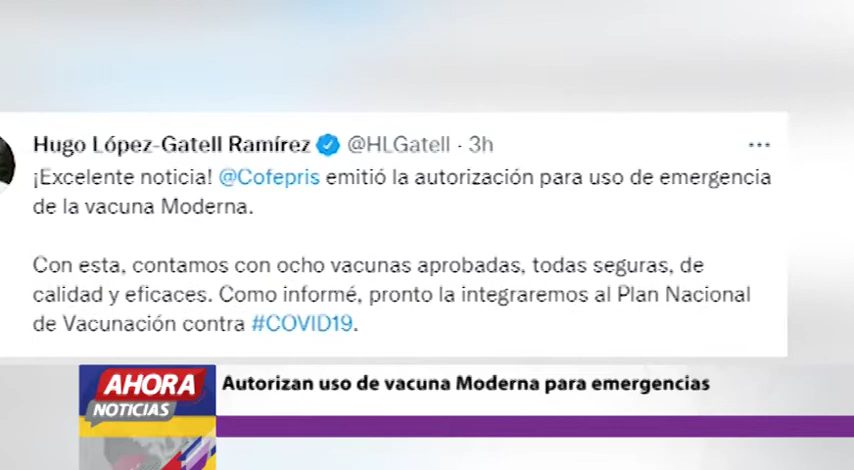 Hugo López-Gatell Ramírez @HLGatell · 3h
¡Excelente noticia! @Cofepris emitió la autorización para uso de emergencia
de la vacuna Moderna.
Con esta, contamos con ocho vacunas aprobadas, todas seguras, de
calidad y eficaces. Como informé, pronto la integraremos al Plan Nacional
de Vacunación contra #COVID19.
AHORA
NOTICIAS
Autorizan uso de vacuna Moderna para emergencias